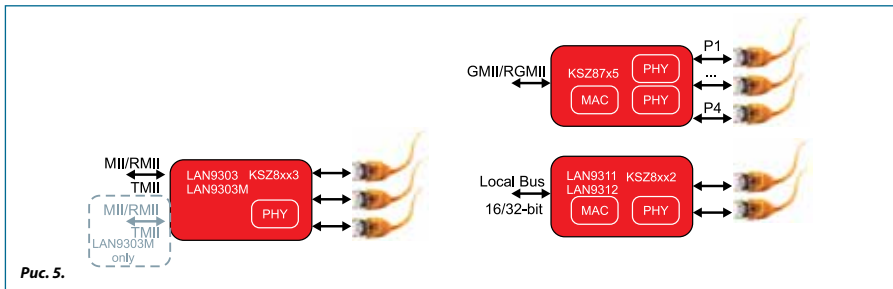 MII/RMII
TMII
MII/RMII
TMII
LAN9303M
only
LAN9303 KSZ8xx3
LAN9303M
PHY
GMII/RGMII
KSZ87x5
PHY
MAC
PHY
P1
...
P4
Local Bus
16/32-bit
LAN9311
LAN9312
KSZ8xx2
MAC
PHY
Рис. 5.